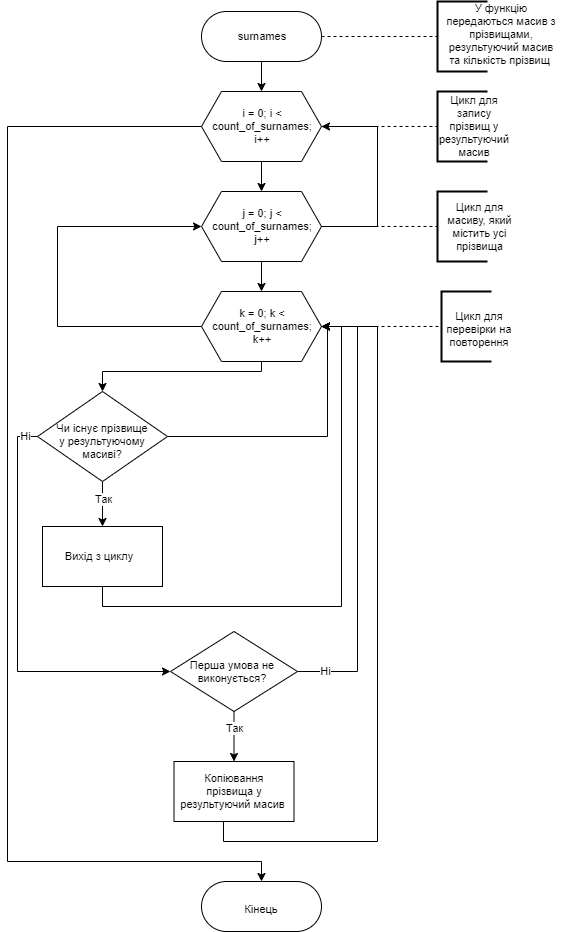 surnames
У функцію
передаються масив з
прізвищами,
результуючий масив
та кількість прізвищ
i = 0; i <
count_of_surnames;
i++
Цикл для
запису
прізвищ у
результуючий
масив
j = 0; j <
count_of_surnames;
j++
Цикл для
масиву, який
містить усі
прізвища
k = 0; k <
count_of_surnames;
k++
Цикл для
перевірки на
повторення
Чи існує прізвище
у результуючому
масиві?
Ні
Так
Вихід з циклу
Перша умова не
виконується?
Ні
Так
Копіювання
прізвища у
результуючий масив
Кінець